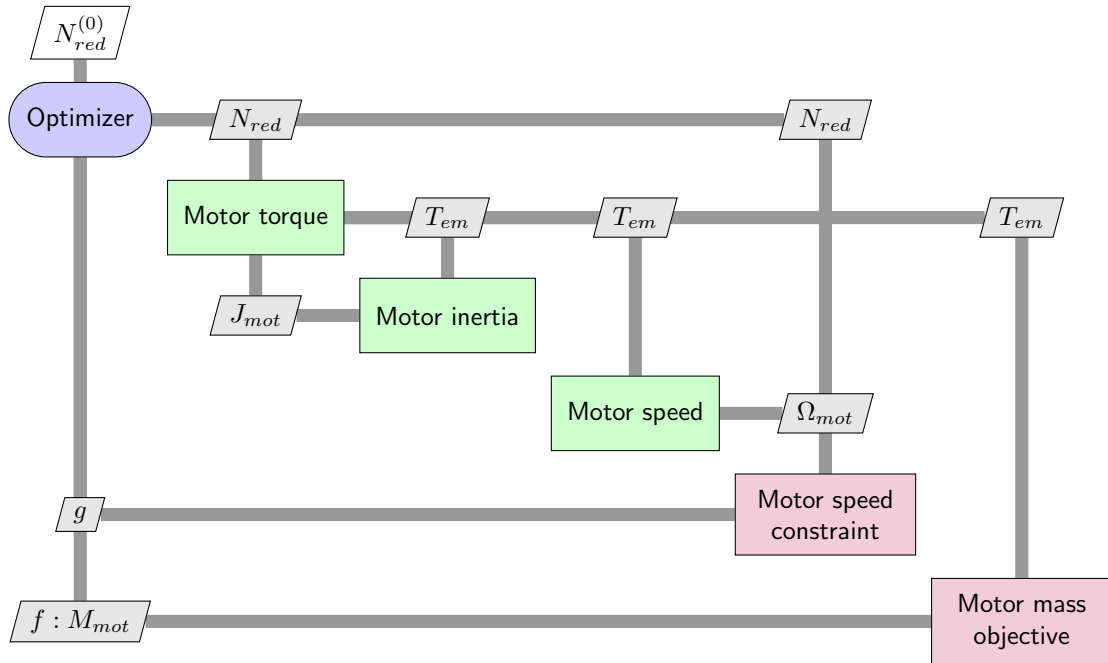 $N_{red}^{(0)}$
Optimizer
$N_{red}$
$N_{red}$
Motor torque
$T_{em}$
$T_{em}$
$T_{em}$
$J_{mot}$
Motor inertia
Motor speed
$\Omega_{mot}$
$g$
Motor speed
constraint
$f : M_{mot}$
Motor mass
objective